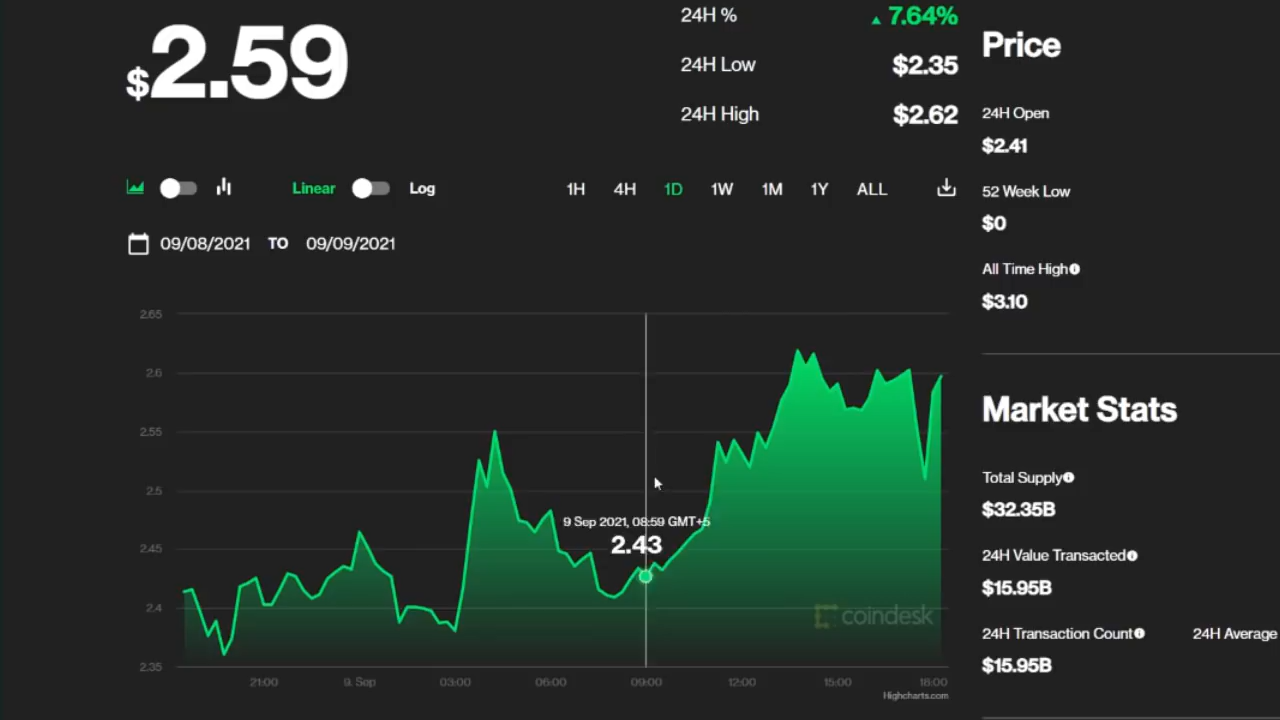 $2.59
24H % ▲ 7.64%
24H Low $2.35
24H High $2.62
Linear Log
1H 4H 1D 1W 1M 1Y ALL
09/08/2021 TO 09/09/2021
2.65
2.6
2.55
2.5
2.45
2.4
2.35
9 Sep 2021, 08:59 GMT+5
2.43
coindesk
21:00 9. Sep 03:00 06:00 09:00 12:00 15:00 18:00
Highcharts.com
Price
24H Open
$2.41
52 Week Low
$0
All Time High
$3.10
Market Stats
Total Supply
$32.35B
24H Value Transacted
$15.95B
24H Transaction Count 24H Average
$15.95B